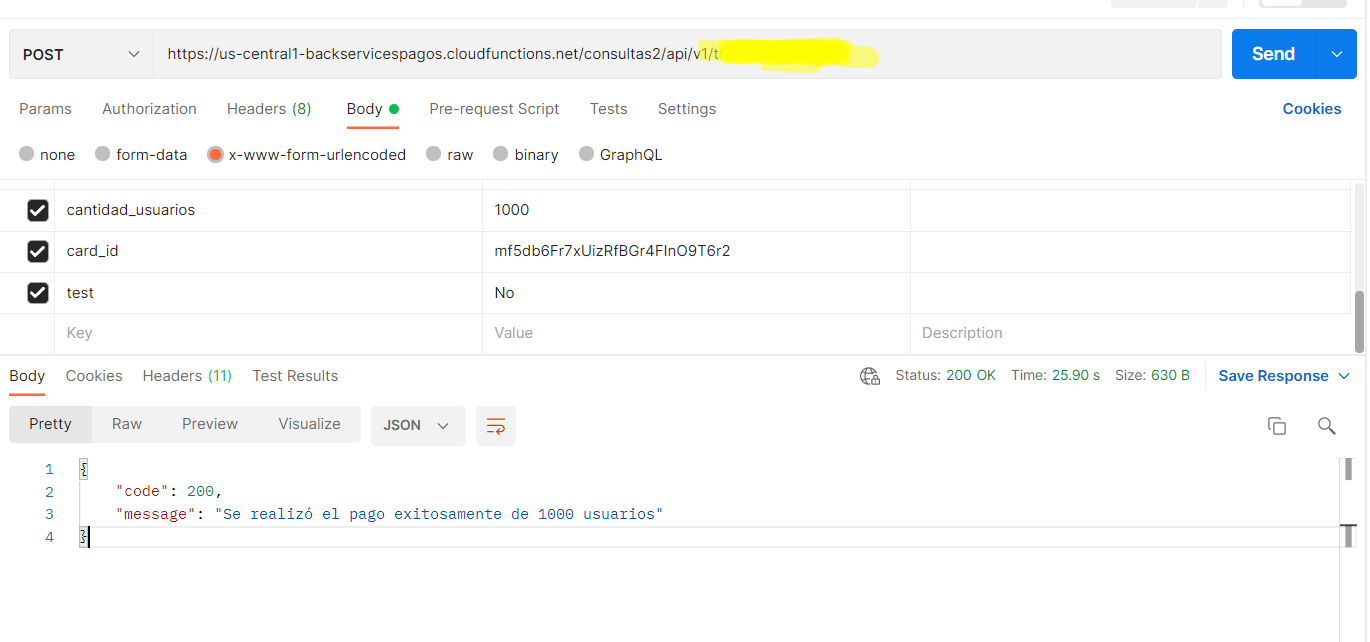 POST https://us-central1-backservicespagos.cloudfunctions.net/consultas2/api/v1/ Send
Params Authorization Headers (8) Body Pre-request Script Tests Settings Cookies
none form-data x-www-form-urlencoded raw binary GraphQL
cantidad_usuarios 1000
card_id mf5db6Fr7xUizRfBGr4FInO9T6r2
test No
Key Value Description
Body Cookies Headers (11) Test Results Status: 200 OK Time: 25.90 s Size: 630 B Save Response
Pretty Raw Preview Visualize JSON
1 {
2 "code": 200,
3 "message": "Se realizó el pago exitosamente de 1000 usuarios"
4 }